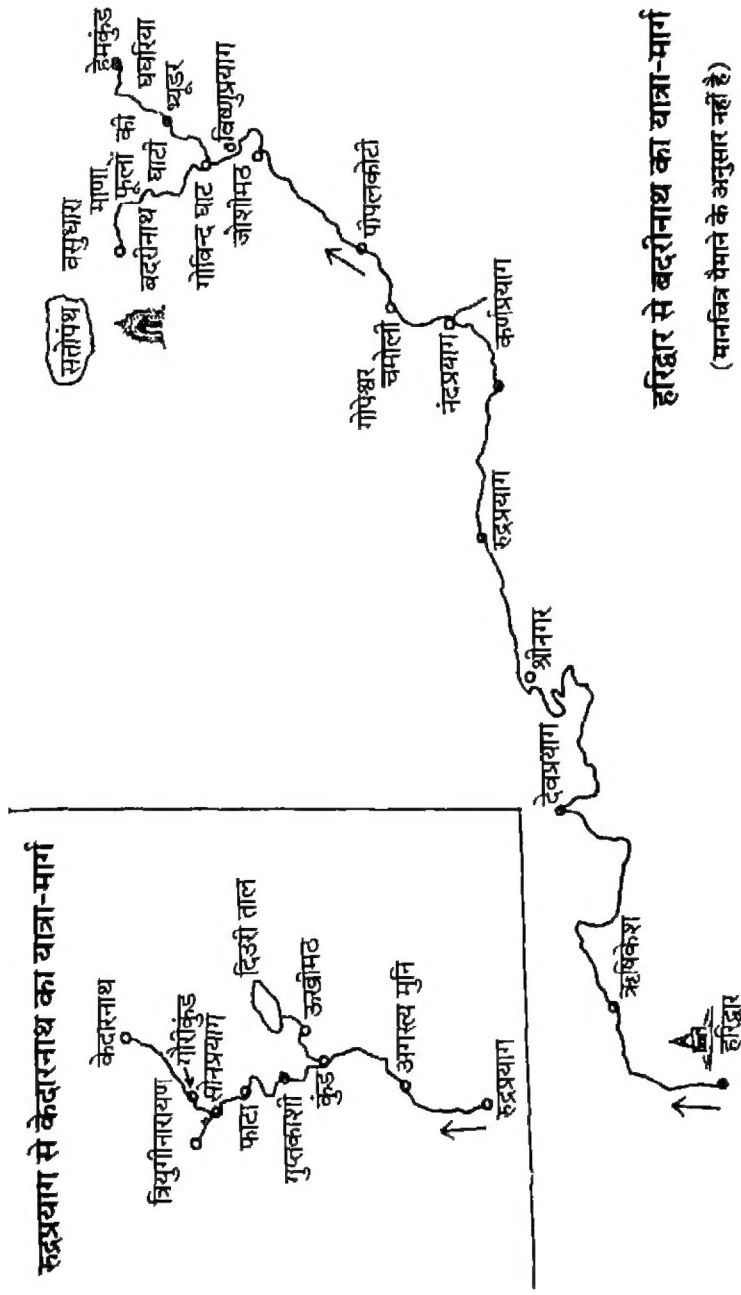 रुद्रप्रयाग से केदारनाथ का यात्रा-मार्ग
केदारनाथ
त्रियुगीनारायण
गौरीकुंड
सोनप्रयाग
फाटा
गुप्तकाशी
कुंड
दिउरी ताल
ऊखीमठ
अगस्त्य मुनि
रुद्रप्रयाग
सतोपंथ
वसुधारा
माणा
फूलों की
घाटी
हेमकुंड
घघरिया
भ्यूडर
बदरीनाथ
गोविन्द घाट
विष्णुप्रयाग
जोशीमठ
पीपलकोटी
गोपेश्वर
चमोली
नंदप्रयाग
कर्णप्रयाग
रुद्रप्रयाग
श्रीनगर
देवप्रयाग
ऋषिकेश
हरिद्वार
हरिद्वार से बदरीनाथ का यात्रा-मार्ग
(मानचित्र पैमाने के अनुसार नहीं है)